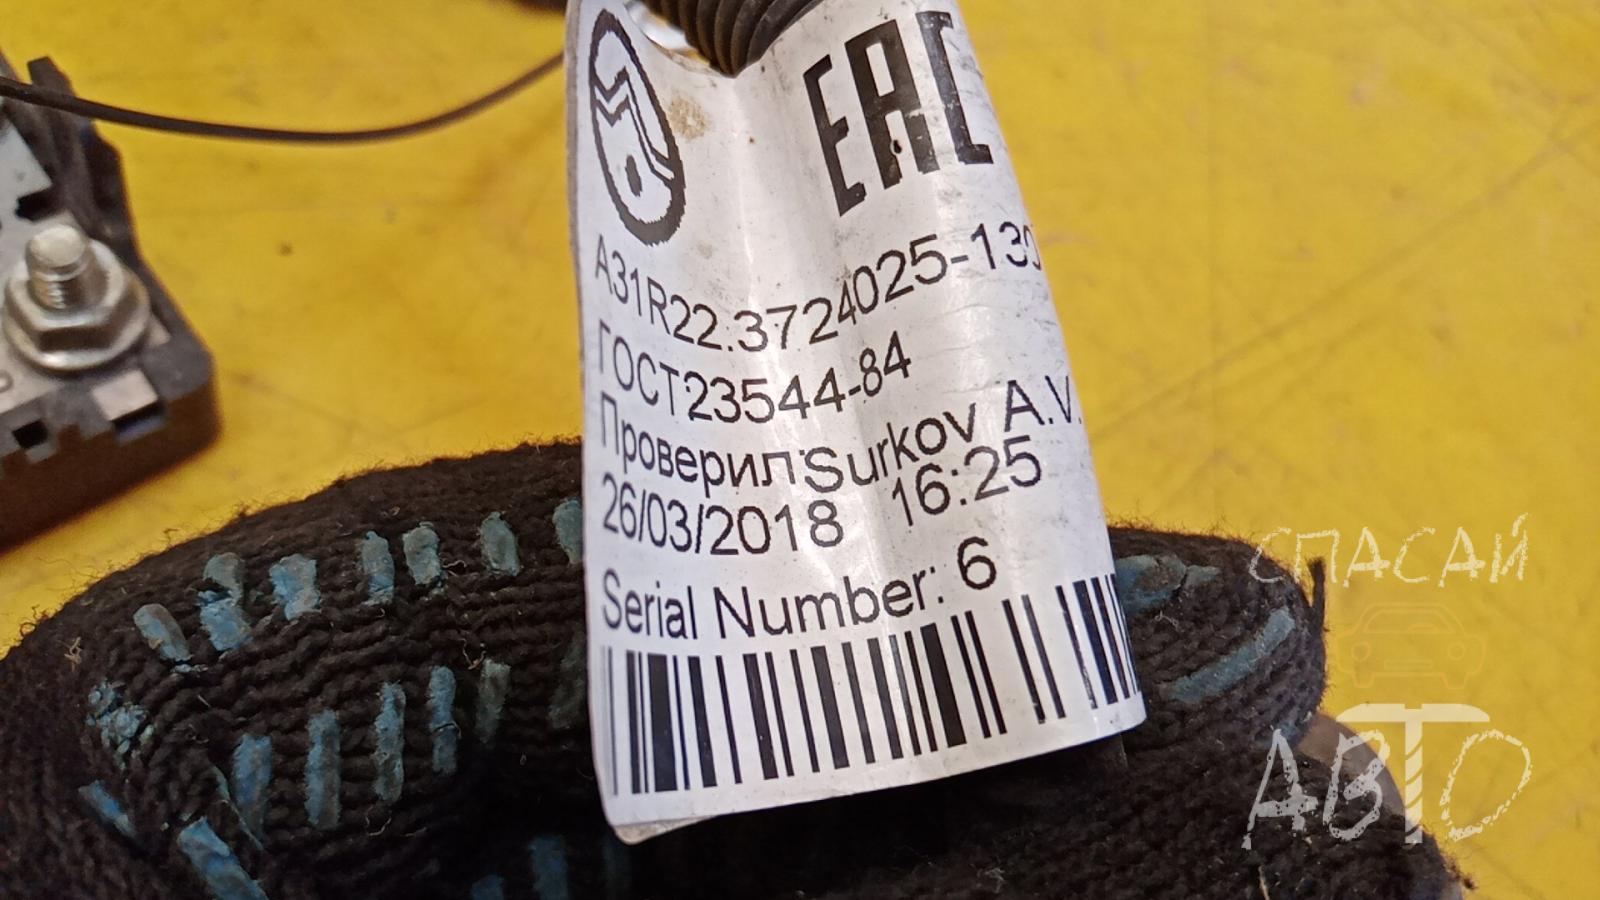 EAC
A31R22.3724025-130
ГОСТ23544-84
Проверил:Surkov A.V.
26/03/2018 16:25
Serial Number: 6
СПАСАЙ
АВТО